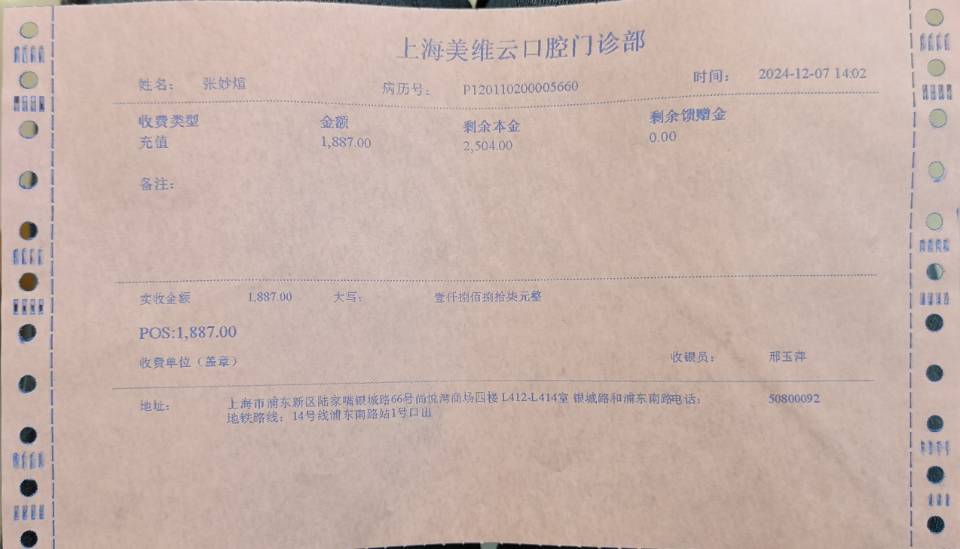 上海美维云口腔门诊部
姓名： 张妙煊 病历号： P120110200005660 时间： 2024-12-07 14:02
收费类型 金额 剩余本金 剩余馈赠金
充值 1,887.00 2,504.00 0.00
备注：
实收金额 1,887.00 大写： 壹仟捌佰捌拾柒元整
POS:1,887.00
收费单位（盖章） 收银员： 邢玉萍
地址： 上海市浦东新区陆家嘴银城路66号尚悦湾商场四楼 L412-L414室 银城路和浦东南路电话： 50800092
地铁路线：14号线浦东南路站1号口出